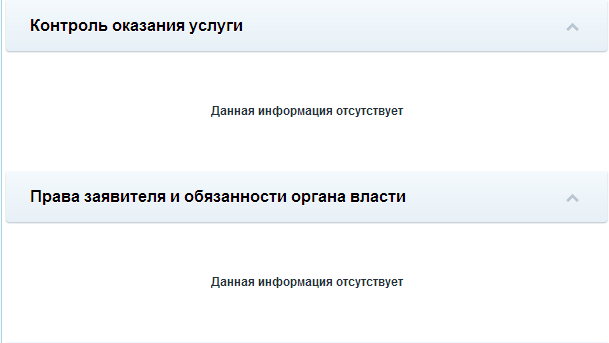 Контроль оказания услуги
Данная информация отсутствует
Права заявителя и обязанности органа власти
Данная информация отсутствует